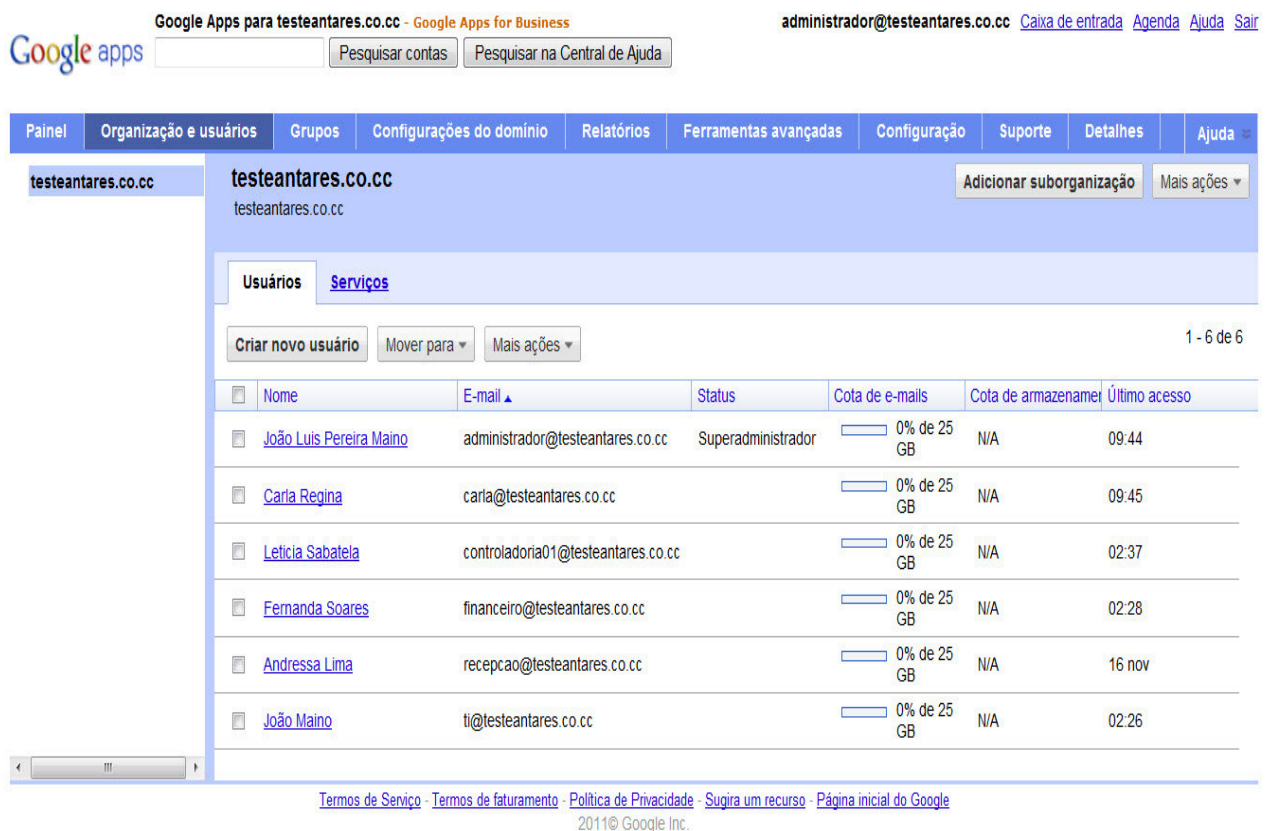 Google Apps para testeantares.co.cc - Google Apps for Business
administrador@testeantares.co.cc Caixa de entrada Agenda Ajuda Sair
Google apps
Pesquisar contas Pesquisar na Central de Ajuda
Painel Organização e usuários Grupos Configurações do domínio Relatórios Ferramentas avançadas Configuração Suporte Detalhes Ajuda
testeantares.co.cc
testeantares.co.cc
testeantares.co.cc
Adicionar suborganização Mais ações
Usuários Serviços
Criar novo usuário Mover para Mais ações
1 - 6 de 6
Nome E-mail Status Cota de e-mails Cota de armazenamer Último acesso
João Luis Pereira Maino administrador@testeantares.co.cc Superadministrador 0% de 25 GB N/A 09:44
Carla Regina carla@testeantares.co.cc 0% de 25 GB N/A 09:45
Leticia Sabatela controladoria01@testeantares.co.cc 0% de 25 GB N/A 02:37
Fernanda Soares financeiro@testeantares.co.cc 0% de 25 GB N/A 02:28
Andressa Lima recepcao@testeantares.co.cc 0% de 25 GB N/A 16 nov
João Maino ti@testeantares.co.cc 0% de 25 GB N/A 02:26
Termos de Serviço - Termos de faturamento - Política de Privacidade - Sugira um recurso - Página inicial do Google
2011© Google Inc.